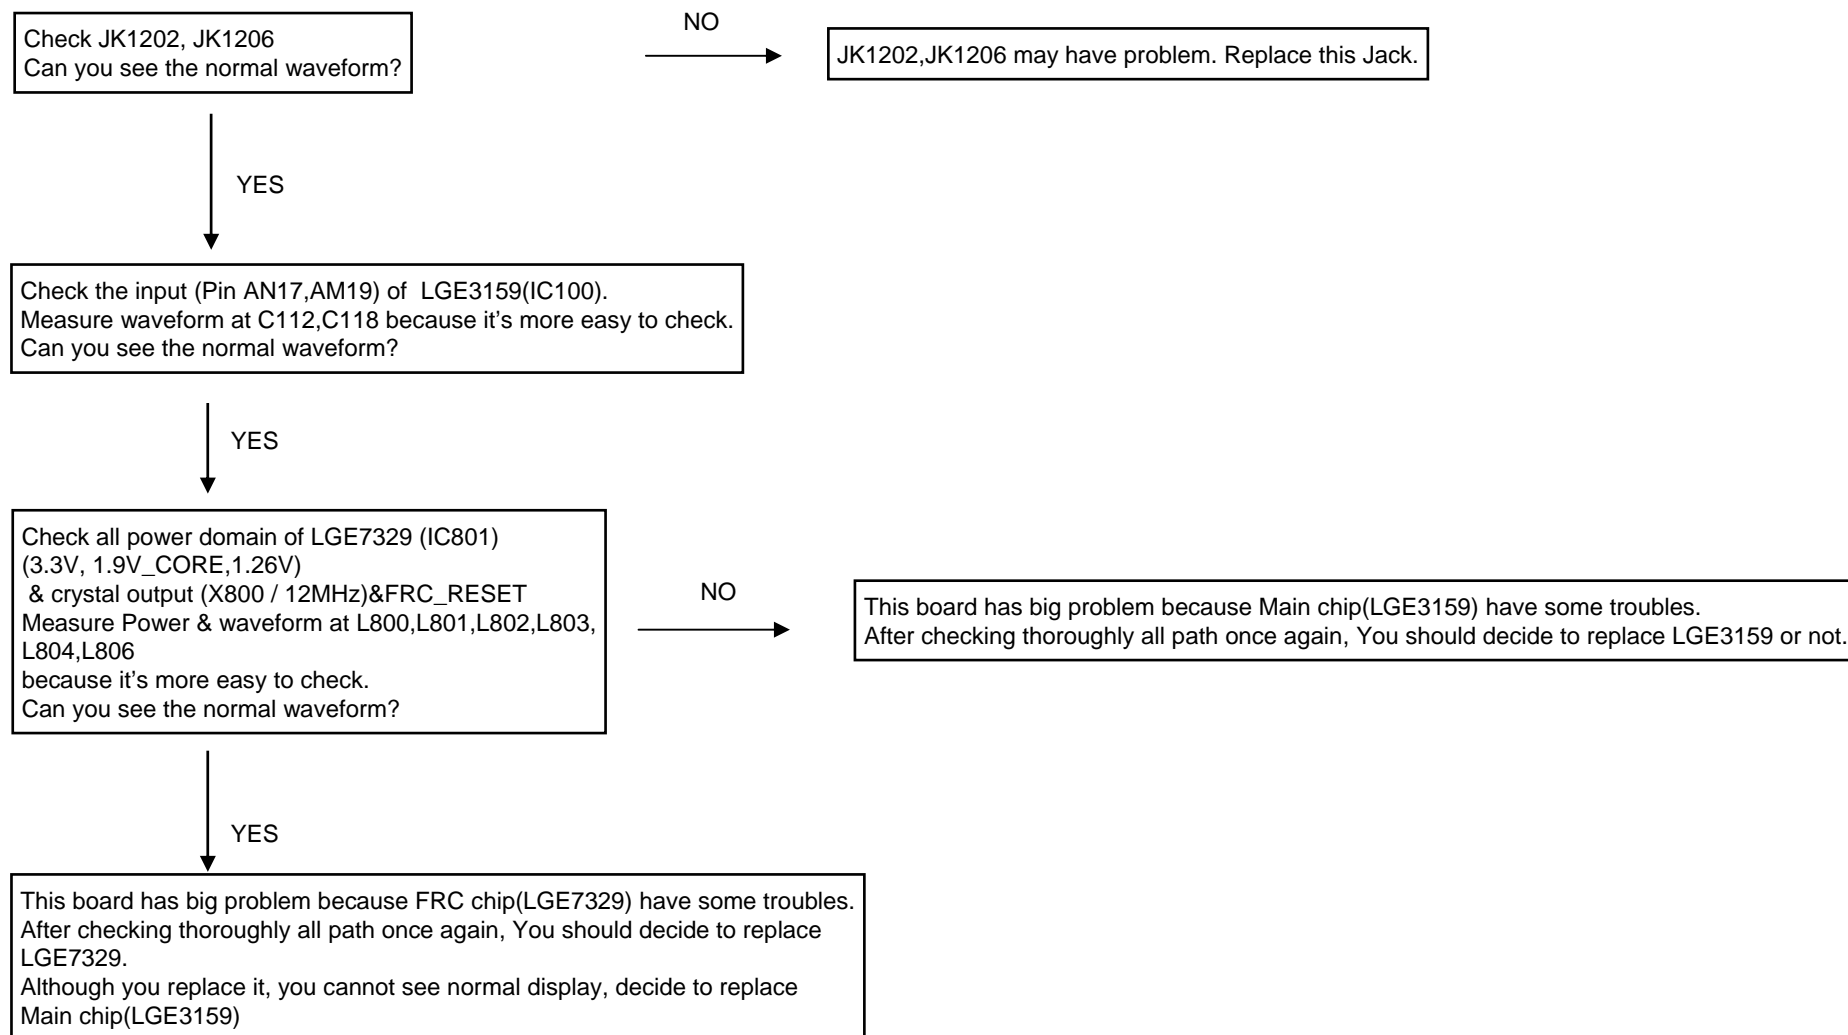 Check JK1202, JK1206
Can you see the normal waveform?
NO
JK1202,JK1206 may have problem. Replace this Jack.
YES
Check the input (Pin AN17,AM19) of  LGE3159(IC100).
Measure waveform at C112,C118 because it’s more easy to check.
Can you see the normal waveform?
YES
Check all power domain of LGE7329 (IC801)
(3.3V, 1.9V_CORE,1.26V)
& crystal output (X800 / 12MHz)&FRC_RESET
Measure Power & waveform at L800,L801,L802,L803,
L804,L806
because it’s more easy to check.
Can you see the normal waveform?
NO
This board has big problem because Main chip(LGE3159) have some troubles.
After checking thoroughly all path once again, You should decide to replace LGE3159 or not.
YES
This board has big problem because FRC chip(LGE7329) have some troubles.
After checking thoroughly all path once again, You should decide to replace
LGE7329.
Although you replace it, you cannot see normal display, decide to replace
Main chip(LGE3159)